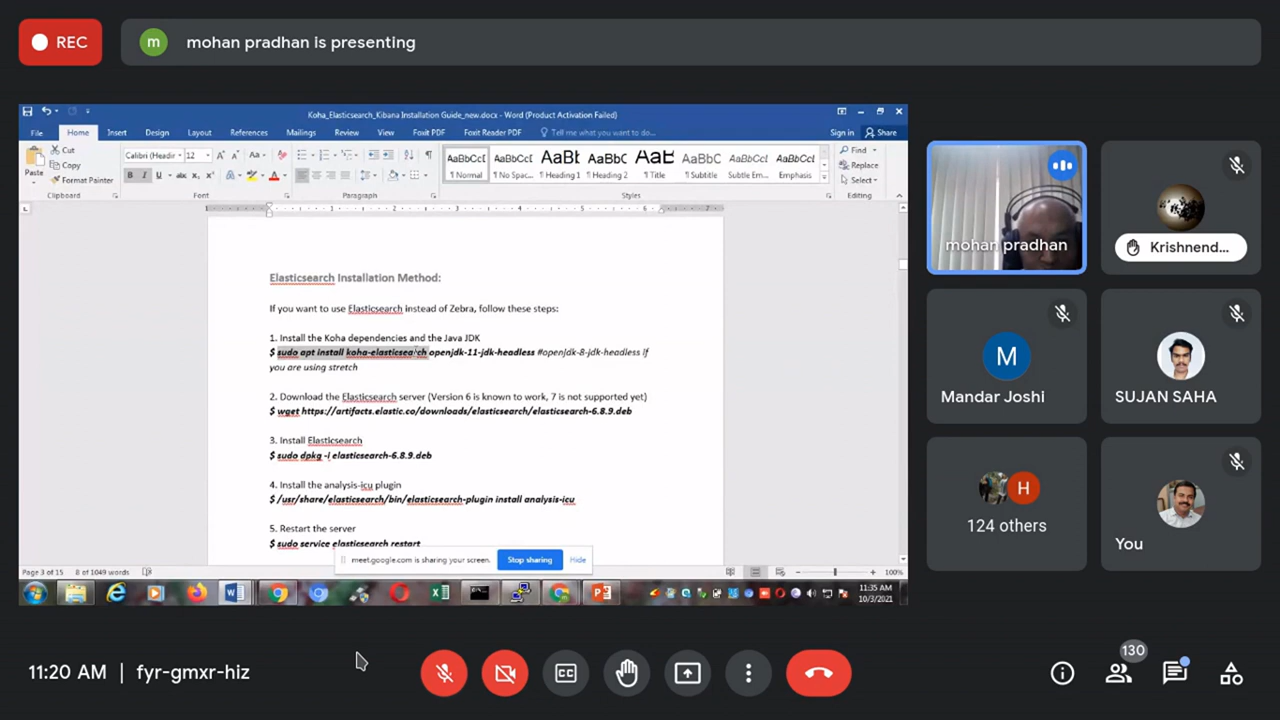 REC
m
mohan pradhan is presenting
Koha_Elasticsearch_Kibana Installation Guide_new.docx - Word (Product Activation Failed)
File Home Insert Design Layout References Mailings Review View Foxit PDF Foxit Reader PDF Tell me what you want to do... Sign in Share
Paste
Cut
Copy
Format Painter
Clipboard
Calibri (Headir 12
B I U abc
Font
Paragraph
AaBbCcI AaBbCcI AaBb AaBbC AaBb AaBbCcI AaBbCcI AaBbCcI
¶ Normal ¶ No Spac... Heading 1 Heading 2 Title Subtitle Subtle Em... Emphasis
Styles
Find
Replace
Select
Editing
Elasticsearch Installation Method:
If you want to use Elasticsearch instead of Zebra, follow these steps:
1. Install the Koha dependencies and the Java JDK
$ sudo apt install koha-elasticsearch openjdk-11-jdk-headless #openjdk-8-jdk-headless if
you are using stretch
2. Download the Elasticsearch server (Version 6 is known to work, 7 is not supported yet)
$ wget https://artifacts.elastic.co/downloads/elasticsearch/elasticsearch-6.8.9.deb
3. Install Elasticsearch
$ sudo dpkg -i elasticsearch-6.8.9.deb
4. Install the analysis-icu plugin
$ /usr/share/elasticsearch/bin/elasticsearch-plugin install analysis-icu
5. Restart the server
$ sudo service elasticsearch restart
meet.google.com is sharing your screen. Stop sharing Hide
Page 3 of 15 8 of 1049 words 100%
11:35 AM
10/3/2021
mohan pradhan
Krishnend...
M
Mandar Joshi
SUJAN SAHA
H
124 others
You
11:20 AM | fyr-gmxr-hiz
CC
130